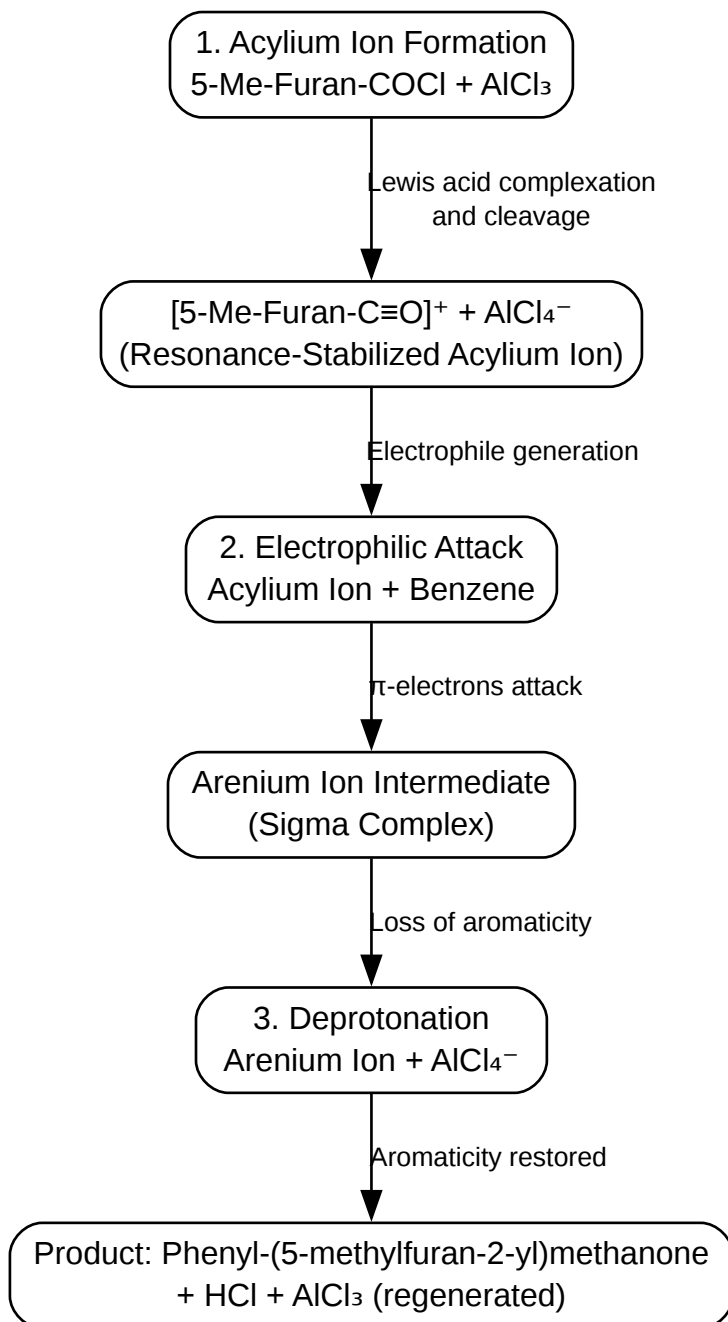 1. Acylium Ion Formation
5-Me-Furan-COCl + AlCl₃
Lewis acid complexation
and cleavage
[5-Me-Furan-C≡O]⁺ + AlCl₄⁻
(Resonance-Stabilized Acylium Ion)
Electrophile generation
2. Electrophilic Attack
Acylium Ion + Benzene
π-electrons attack
Arenium Ion Intermediate
(Sigma Complex)
Loss of aromaticity
3. Deprotonation
Arenium Ion + AlCl₄⁻
Aromaticity restored
Product: Phenyl-(5-methylfuran-2-yl)methanone
+ HCl + AlCl₃ (regenerated)